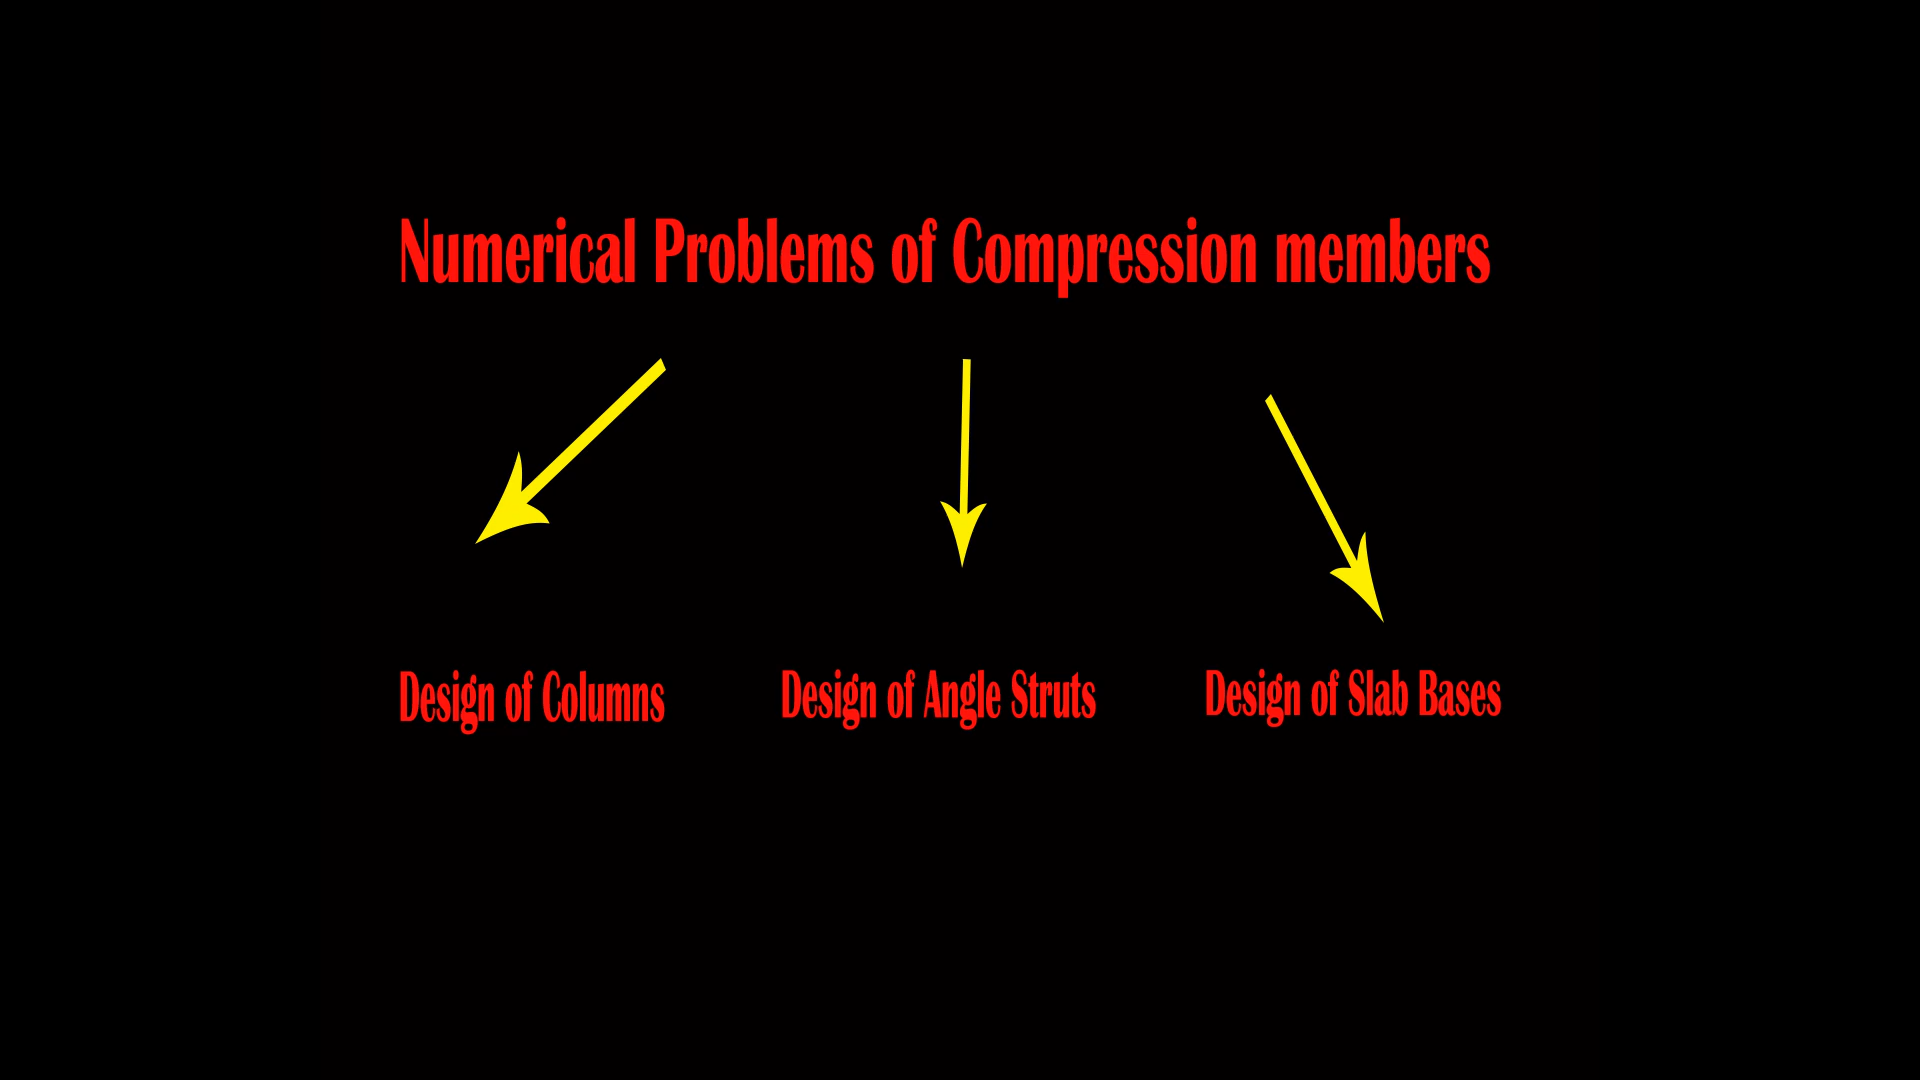 Numerical Problems of Compression members
Design of Columns
Design of Angle Struts
Design of Slab Bases